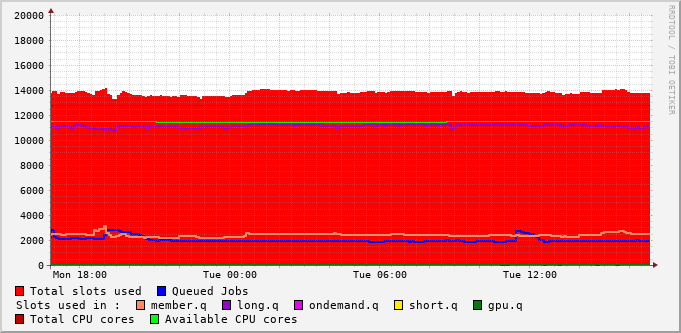 RRDTOOL / TOBI OETIKER
20000
18000
16000
14000
12000
10000
8000
6000
4000
2000
0
Mon 18:00 Tue 00:00 Tue 06:00 Tue 12:00
Total slots used Queued Jobs
Slots used in : member.q long.q ondemand.q short.q gpu.q
Total CPU cores Available CPU cores